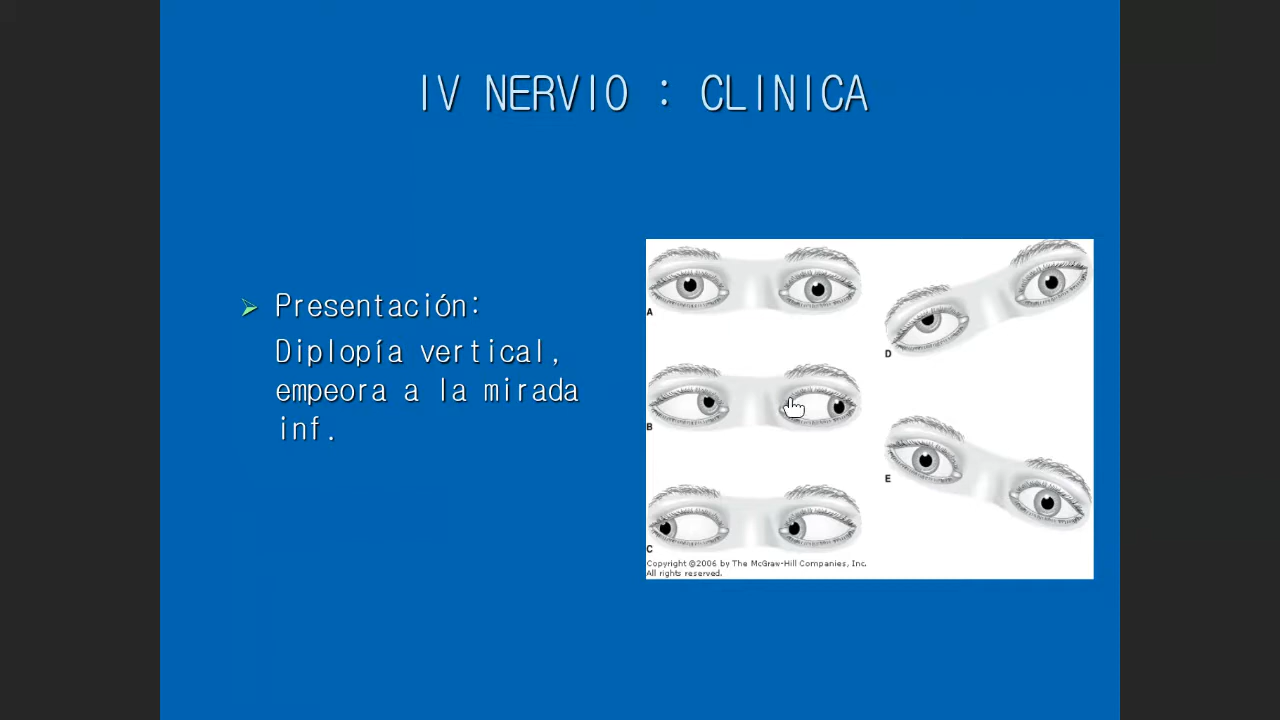 IV NERVIO : CLINICA
Presentación:
Diplopía vertical,
empeora a la mirada
inf.
A
B
C
D
E
Copyright ©2006 by The McGraw-Hill Companies, Inc.
All rights reserved.